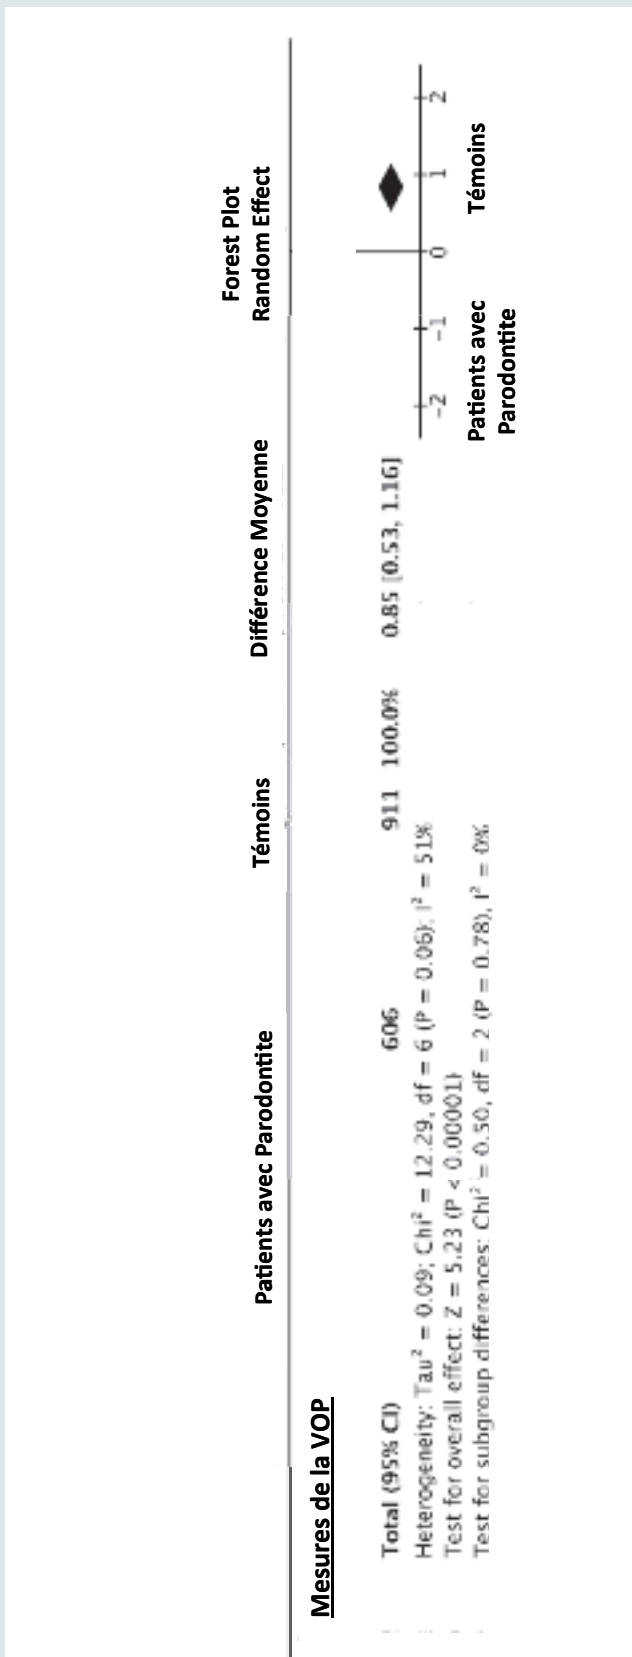 Forest Plot
Random Effect
Patients avec Parodontite Témoins Différence Moyenne
Mesures de la VOP
Total (95% CI) 606 911 100.0% 0.85 [0.53, 1.16]
Heterogeneity: Tau² = 0.09; Chi² = 12.29, df = 6 (P = 0.06); I² = 51%
Test for overall effect: Z = 5.23 (P < 0.00001)
Test for subgroup differences: Chi² = 0.50, df = 2 (P = 0.78), I² = 0%
-2 -1 0 1 2
Patients avec
Parodontite
Témoins